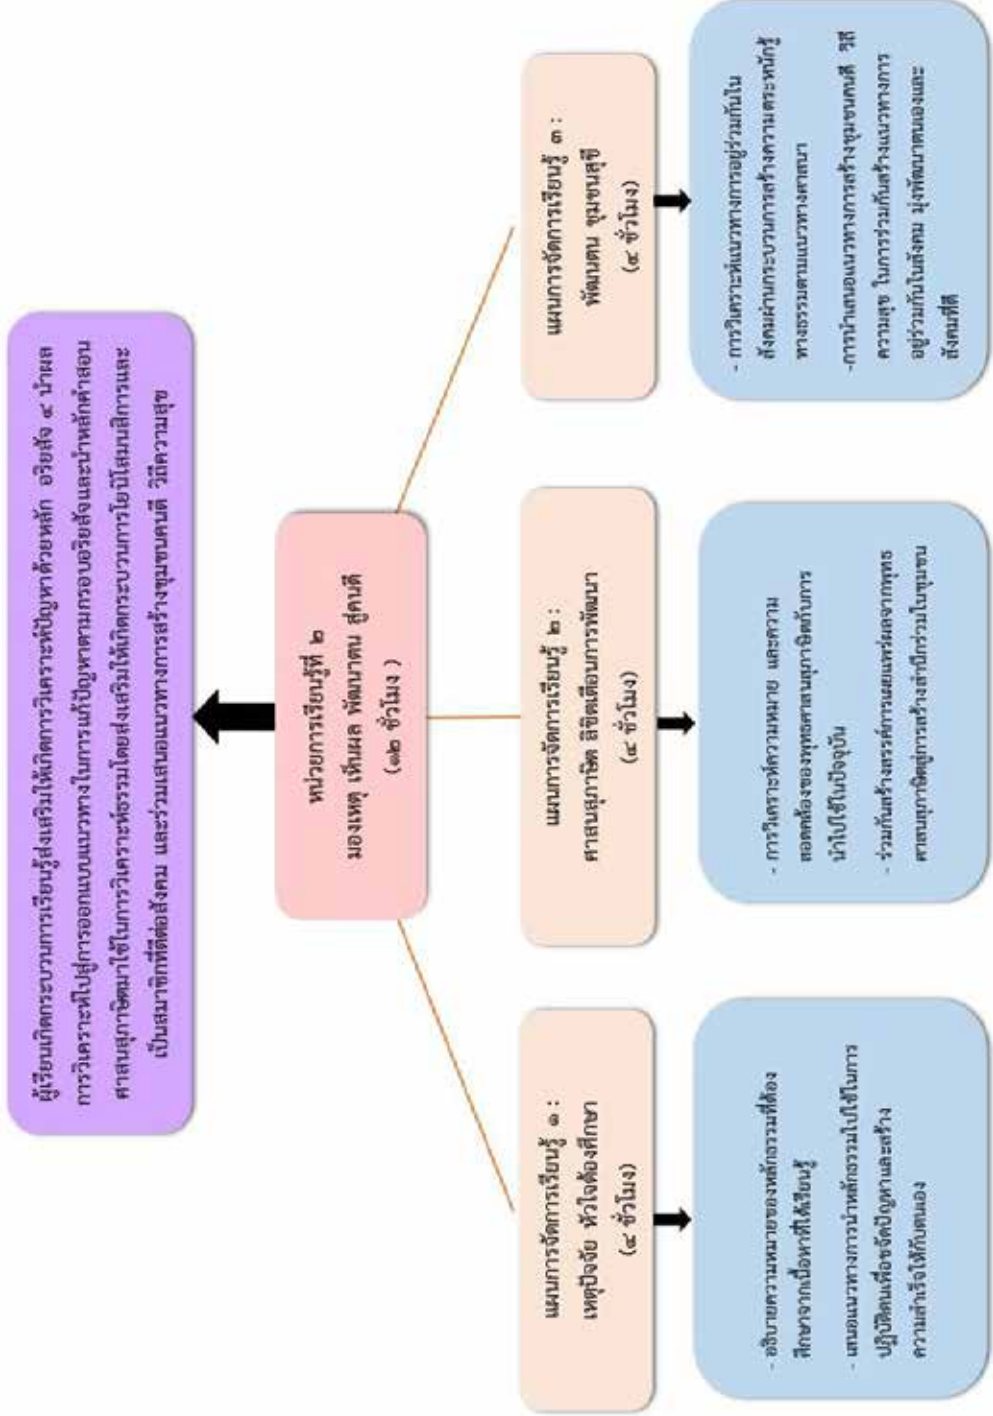 ผู้เรียนเกิดกระบวนการเรียนรู้ส่งเสริมให้เกิดการวิเคราะห์ปัญหาด้วยหลัก อริยสัจ ๔ นำผล
การวิเคราะห์ไปสู่การออกแบบแนวทางในการแก้ปัญหาตามกรอบอริยสัจและนำหลักคำสอน
ศาสนสุภาษิตมาใช้ในการวิเคราะห์ธรรมโดยส่งเสริมให้เกิดกระบวนการโยนิโสมนสิการและ
เป็นสมาชิกที่ดีต่อสังคม และร่วมเสนอแนวทางการสร้างชุมชนคนดี วิถีความสุข
หน่วยการเรียนรู้ที่ ๒
มองเหตุ เห็นผล พัฒนาตน สู่คนดี
(๑๒ ชั่วโมง )
แผนการจัดการเรียนรู้ ๑ :
เหตุปัจจัย หัวใจต้องศึกษา
(๔ ชั่วโมง)
- อธิบายความหมายของหลักธรรมที่ต้อง
ศึกษาจากเนื้อหาที่ได้เรียนรู้
- เสนอแนวทางการนำหลักธรรมไปใช้ในการ
ปฏิบัติตนเพื่อขจัดปัญหาและสร้าง
ความสำเร็จให้กับตนเอง
แผนการจัดการเรียนรู้ ๒ :
ศาสนสุภาษิต ลิขิตเตือนการพัฒนา
(๔ ชั่วโมง)
- การวิเคราะห์ความหมาย และความ
สอดคล้องของพุทธศาสนสุภาษิตกับการ
นำไปใช้ในปัจจุบัน
- ร่วมกันสร้างสรรค์การเผยแพร่ผลจากพุทธ
ศาสนสุภาษิตสู่การสร้างสำนึกร่วมในชุมชน
แผนการจัดการเรียนรู้ ๓ :
พัฒนตน ชุมชนสุขี
(๔ ชั่วโมง)
- การวิเคราะห์แนวทางการอยู่ร่วมกันใน
สังคมผ่านกระบวนการสร้างความตระหนักรู้
ทางธรรมตามแนวทางศาสนา
-การนำเสนอแนวทางการสร้างชุมชนคนดี วิถี
ความสุข ในการร่วมกันสร้างแนวทางการ
อยู่ร่วมกันในสังคม มุ่งพัฒนาตนเองและ
สังคมที่ดี